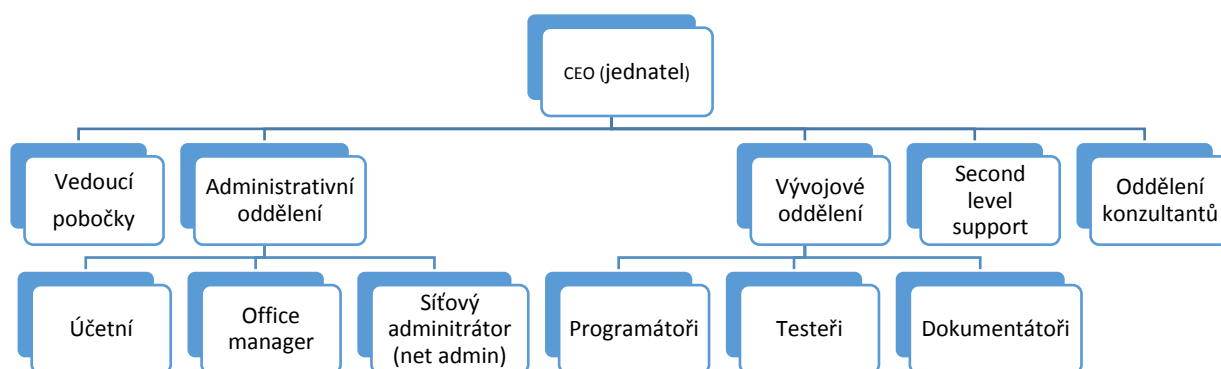 CEO (jednatel)
Vedoucí
pobočky
Administrativní
oddělení
Vývojové
oddělení
Second
level
support
Oddělení
konzultantů
Účetní
Office
manager
Síťový
adminitrátor
(net admin)
Programátoři
Testeři
Dokumentátoři